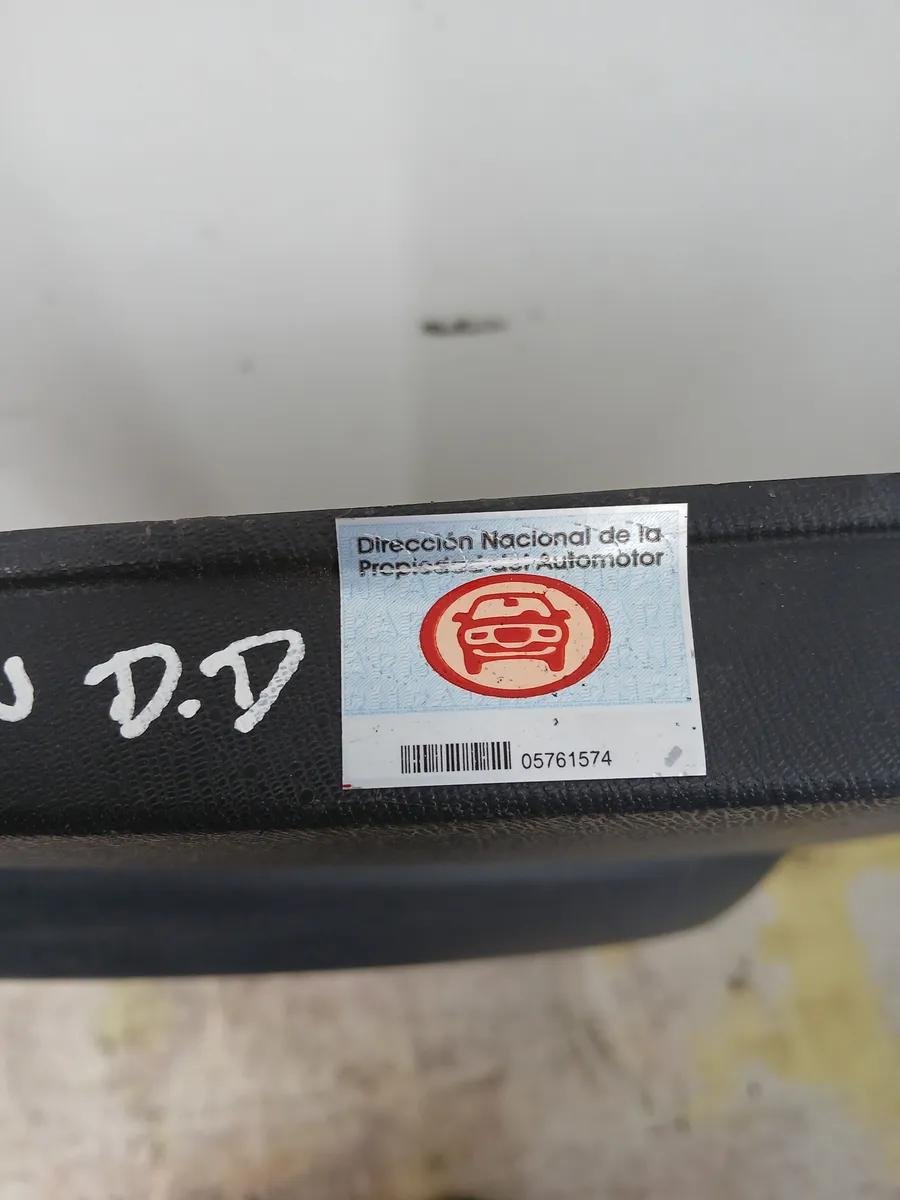 Dirección Nacional de la
Propiedad del Automotor
D.D
05761574